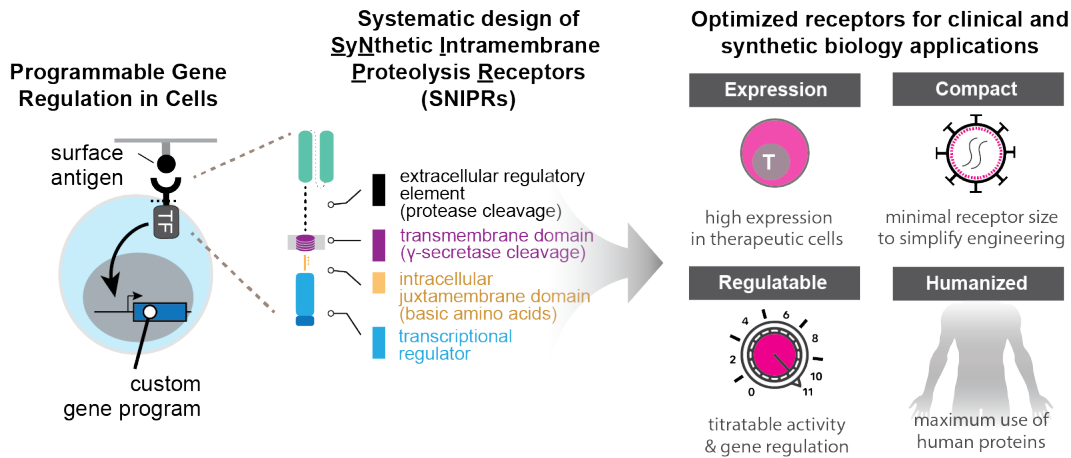 Programmable Gene
Regulation in Cells
surface
antigen
TF
custom
gene program
Systematic design of
SyNthetic Intramembrane
Proteolysis Receptors
(SNIPRs)
extracellular regulatory
element
(protease cleavage)
transmembrane domain
(γ-secretase cleavage)
intracellular
juxtamembrane domain
(basic amino acids)
transcriptional
regulator
Optimized receptors for clinical and
synthetic biology applications
Expression
T
high expression
in therapeutic cells
Compact
minimal receptor size
to simplify engineering
Regulatable
0
2
4
6
8
10
11
titratable activity
& gene regulation
Humanized
maximum use of
human proteins